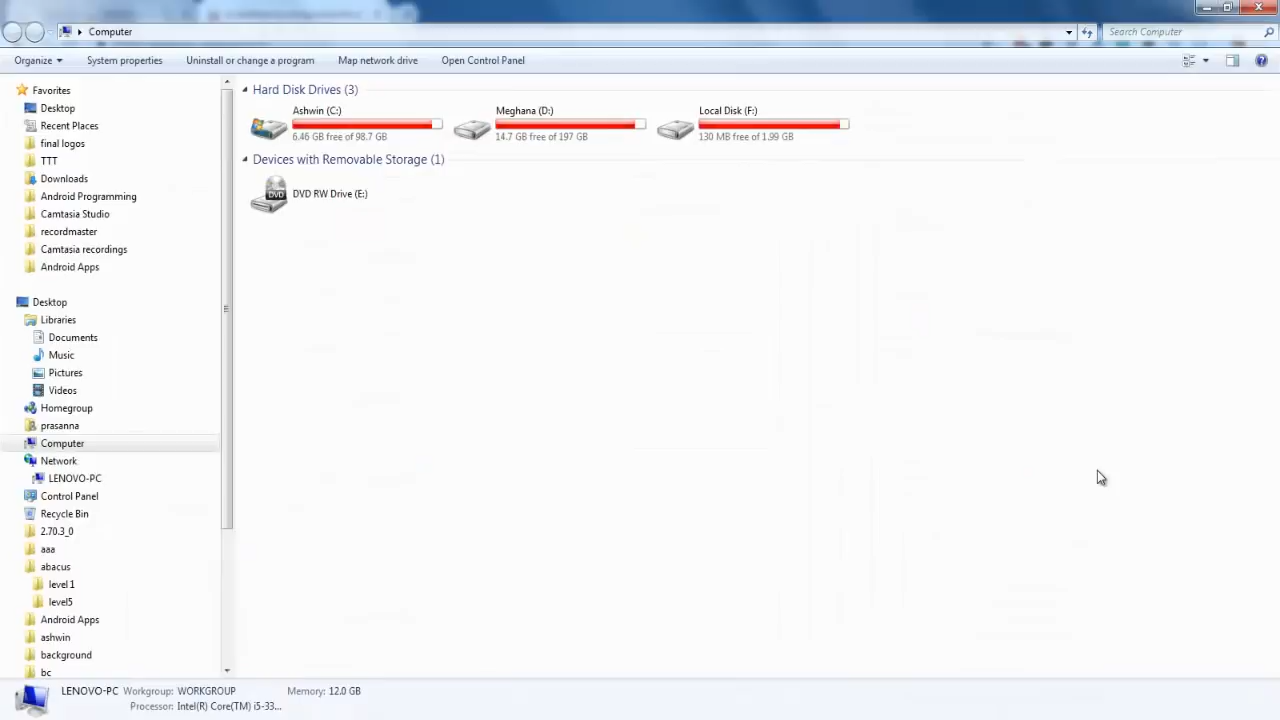 Computer
Search Computer
Organize
System properties
Uninstall or change a program
Map network drive
Open Control Panel
Favorites
Desktop
Recent Places
final logos
TTT
Downloads
Android Programming
Camtasia Studio
recordmaster
Camtasia recordings
Android Apps
Desktop
Libraries
Documents
Music
Pictures
Videos
Homegroup
prasanna
Computer
Network
LENOVO-PC
Control Panel
Recycle Bin
2.70.3_0
aaa
abacus
level 1
level5
Android Apps
ashwin
background
bc
Hard Disk Drives (3)
Ashwin (C:)
6.46 GB free of 98.7 GB
Meghana (D:)
14.7 GB free of 197 GB
Local Disk (F:)
130 MB free of 1.99 GB
Devices with Removable Storage (1)
DVD
DVD RW Drive (E:)
LENOVO-PC Workgroup: WORKGROUP Memory: 12.0 GB
Processor: Intel(R) Core(TM) i5-33...